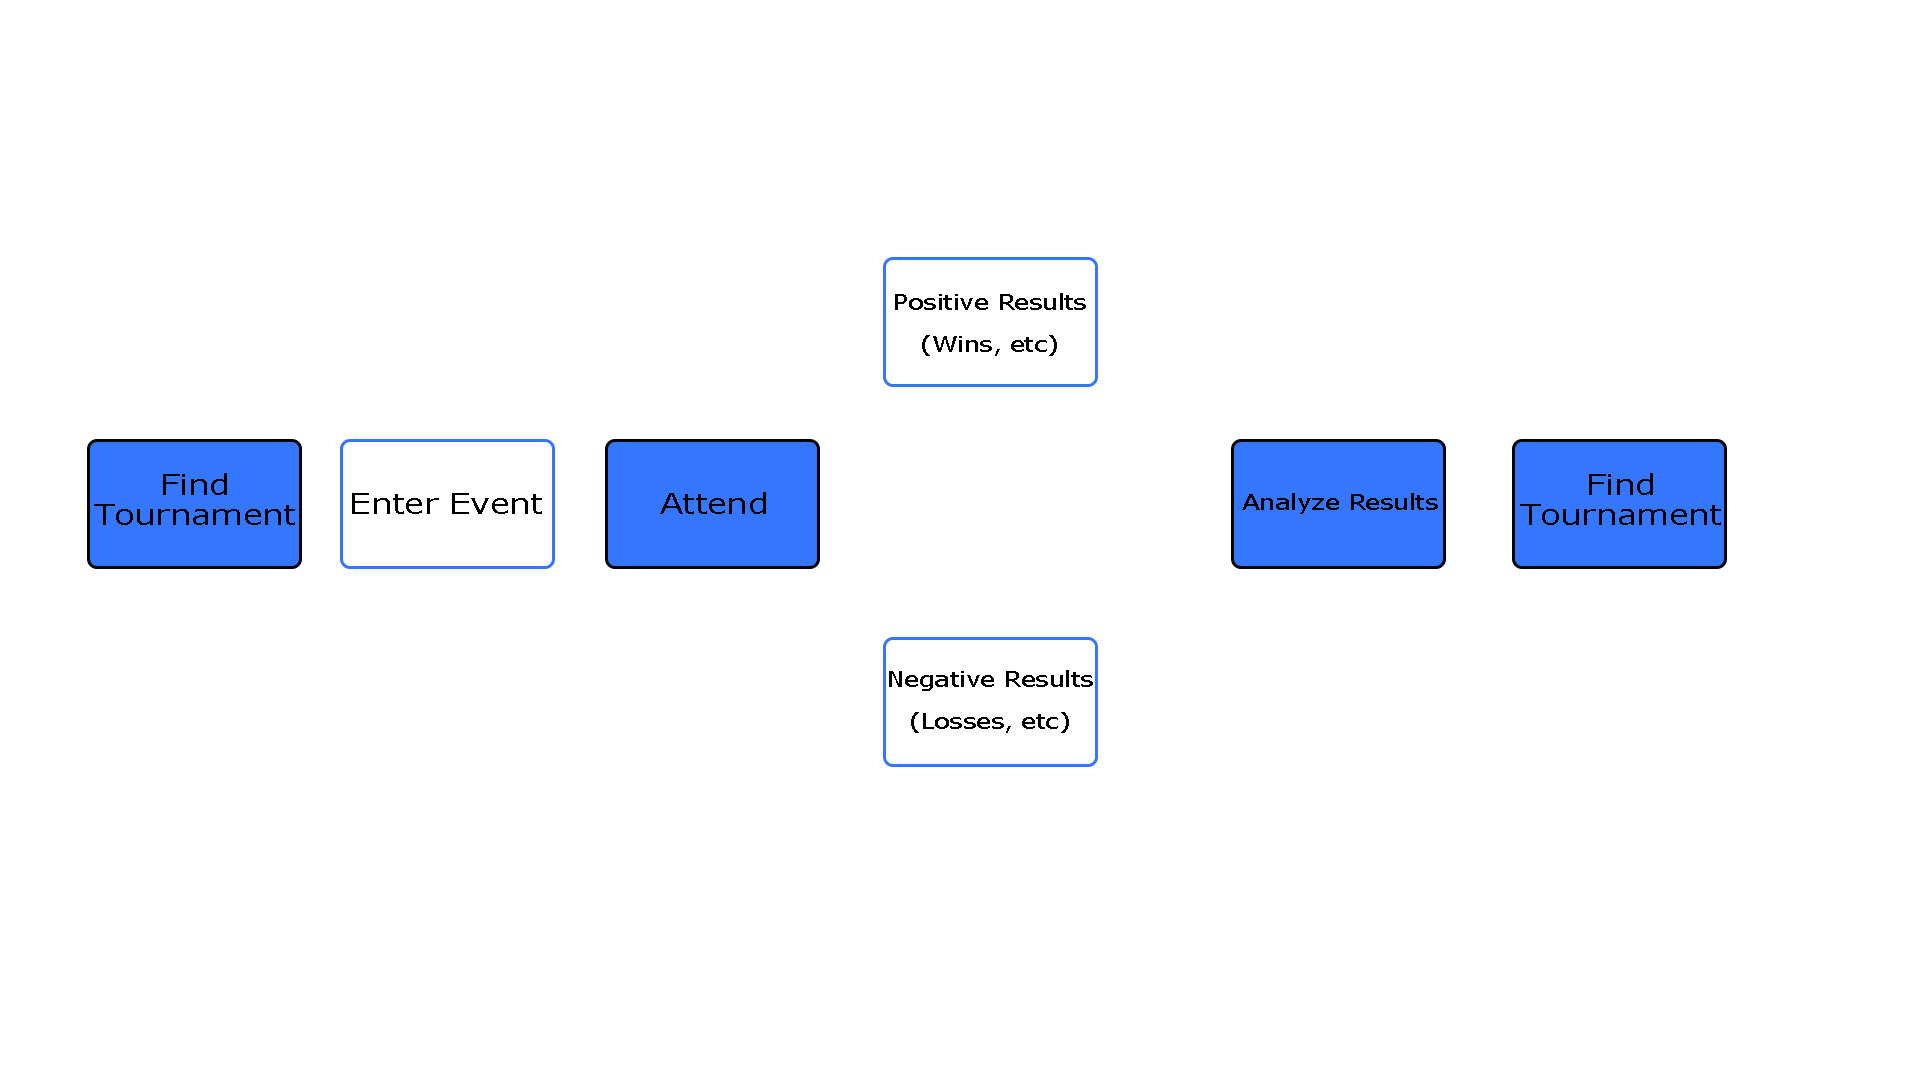 Find
Tournament
Enter Event
Attend
Positive Results
(Wins, etc)
Negative Results
(Losses, etc)
Analyze Results
Find
Tournament